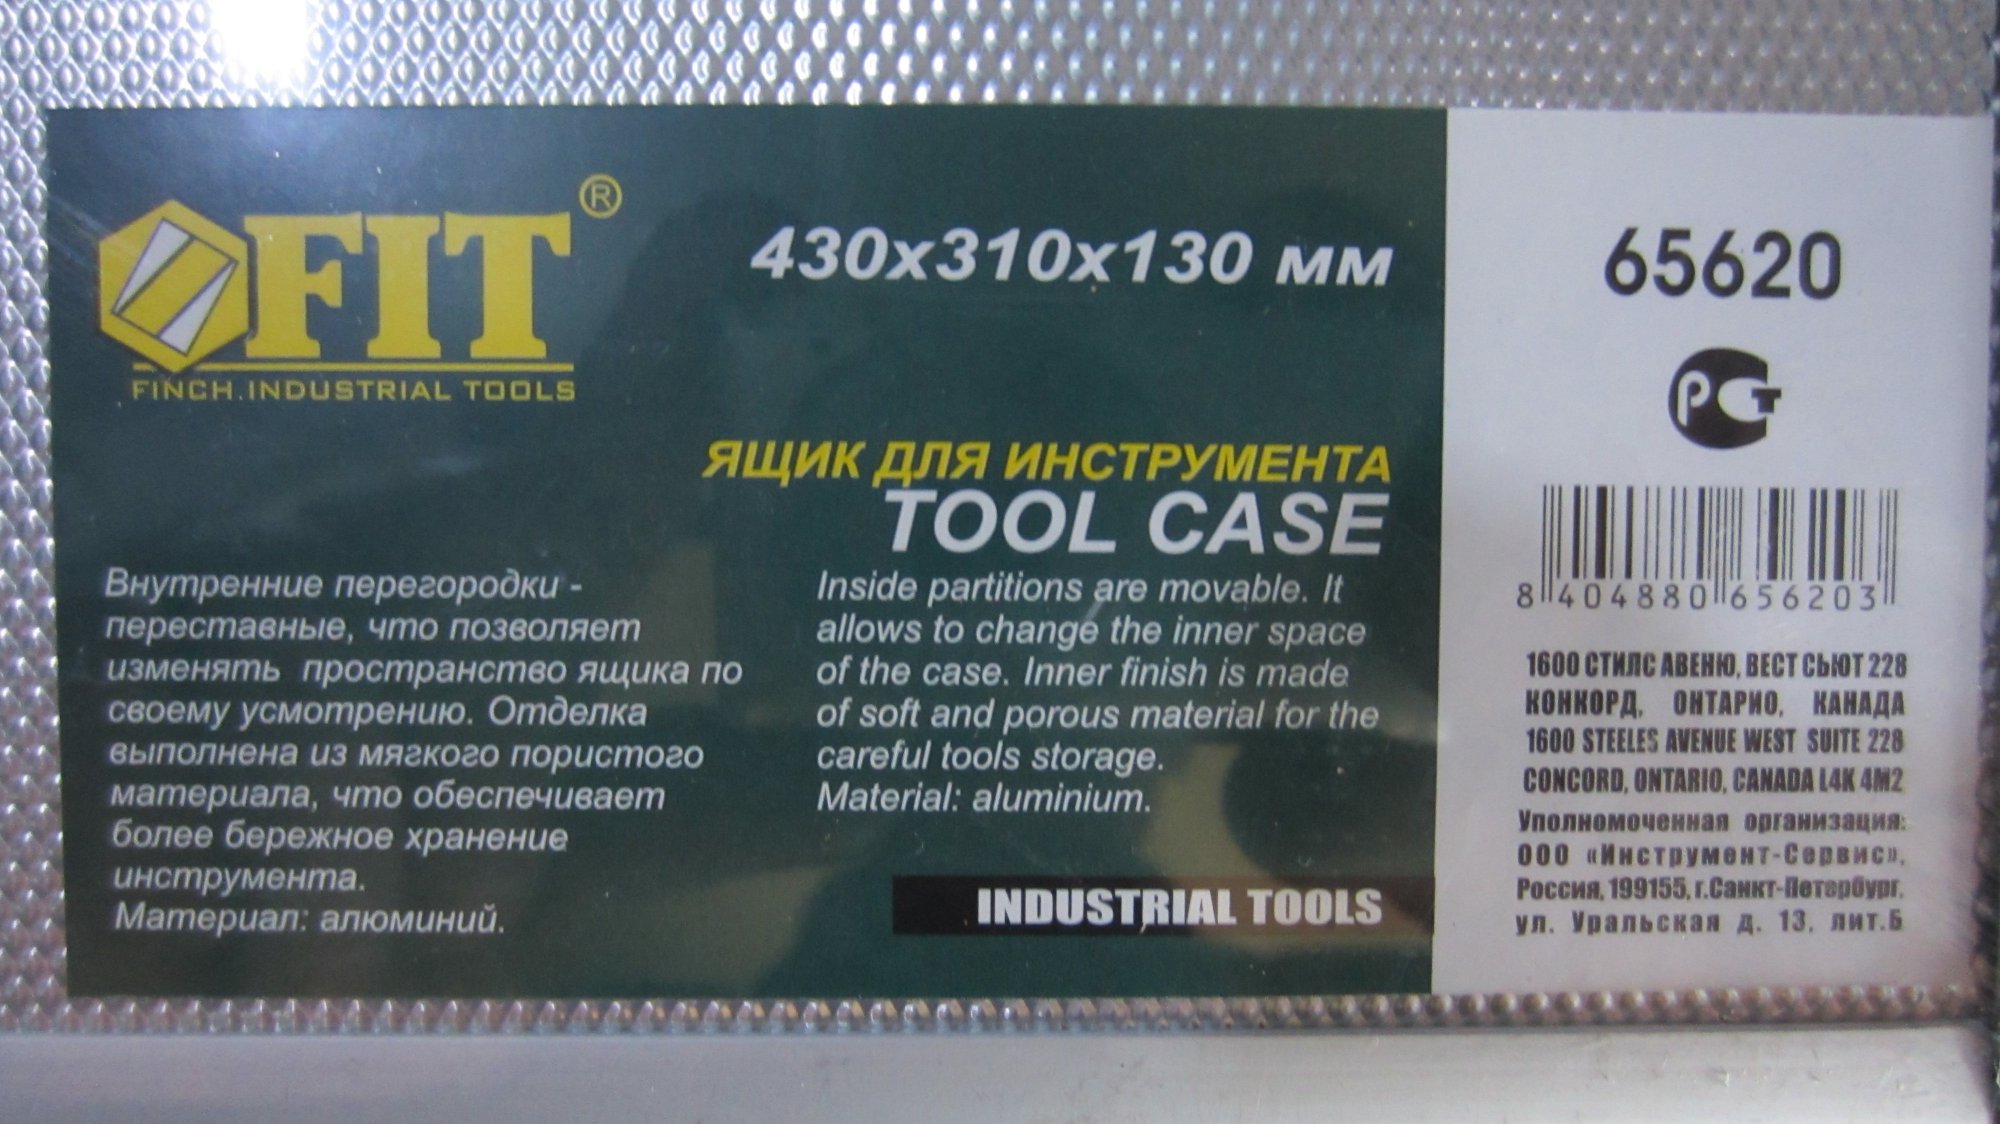 FIT®
FINCH.INDUSTRIAL TOOLS
430x310x130 мм
ЯЩИК ДЛЯ ИНСТРУМЕНТА
TOOL CASE
Внутренние перегородки -
переставные, что позволяет
изменять пространство ящика по
своему усмотрению. Отделка
выполнена из мягкого пористого
материала, что обеспечивает
более бережное хранение
инструмента.
Материал: алюминий.
Inside partitions are movable. It
allows to change the inner space
of the case. Inner finish is made
of soft and porous material for the
careful tools storage.
Material: aluminium.
INDUSTRIAL TOOLS
65620
РСТ
8 404880 656203
1600 СТИЛС АВЕНЮ, ВЕСТ СЬЮТ 228
КОНКОРД, ОНТАРИО, КАНАДА
1600 STEELES AVENUE WEST SUITE 228
CONCORD, ONTARIO, CANADA L4K 4M2
Уполномоченная организация:
ООО «Инструмент-Сервис»,
Россия, 199155, г.Санкт-Петербург,
ул. Уральская д. 13, лит.Б